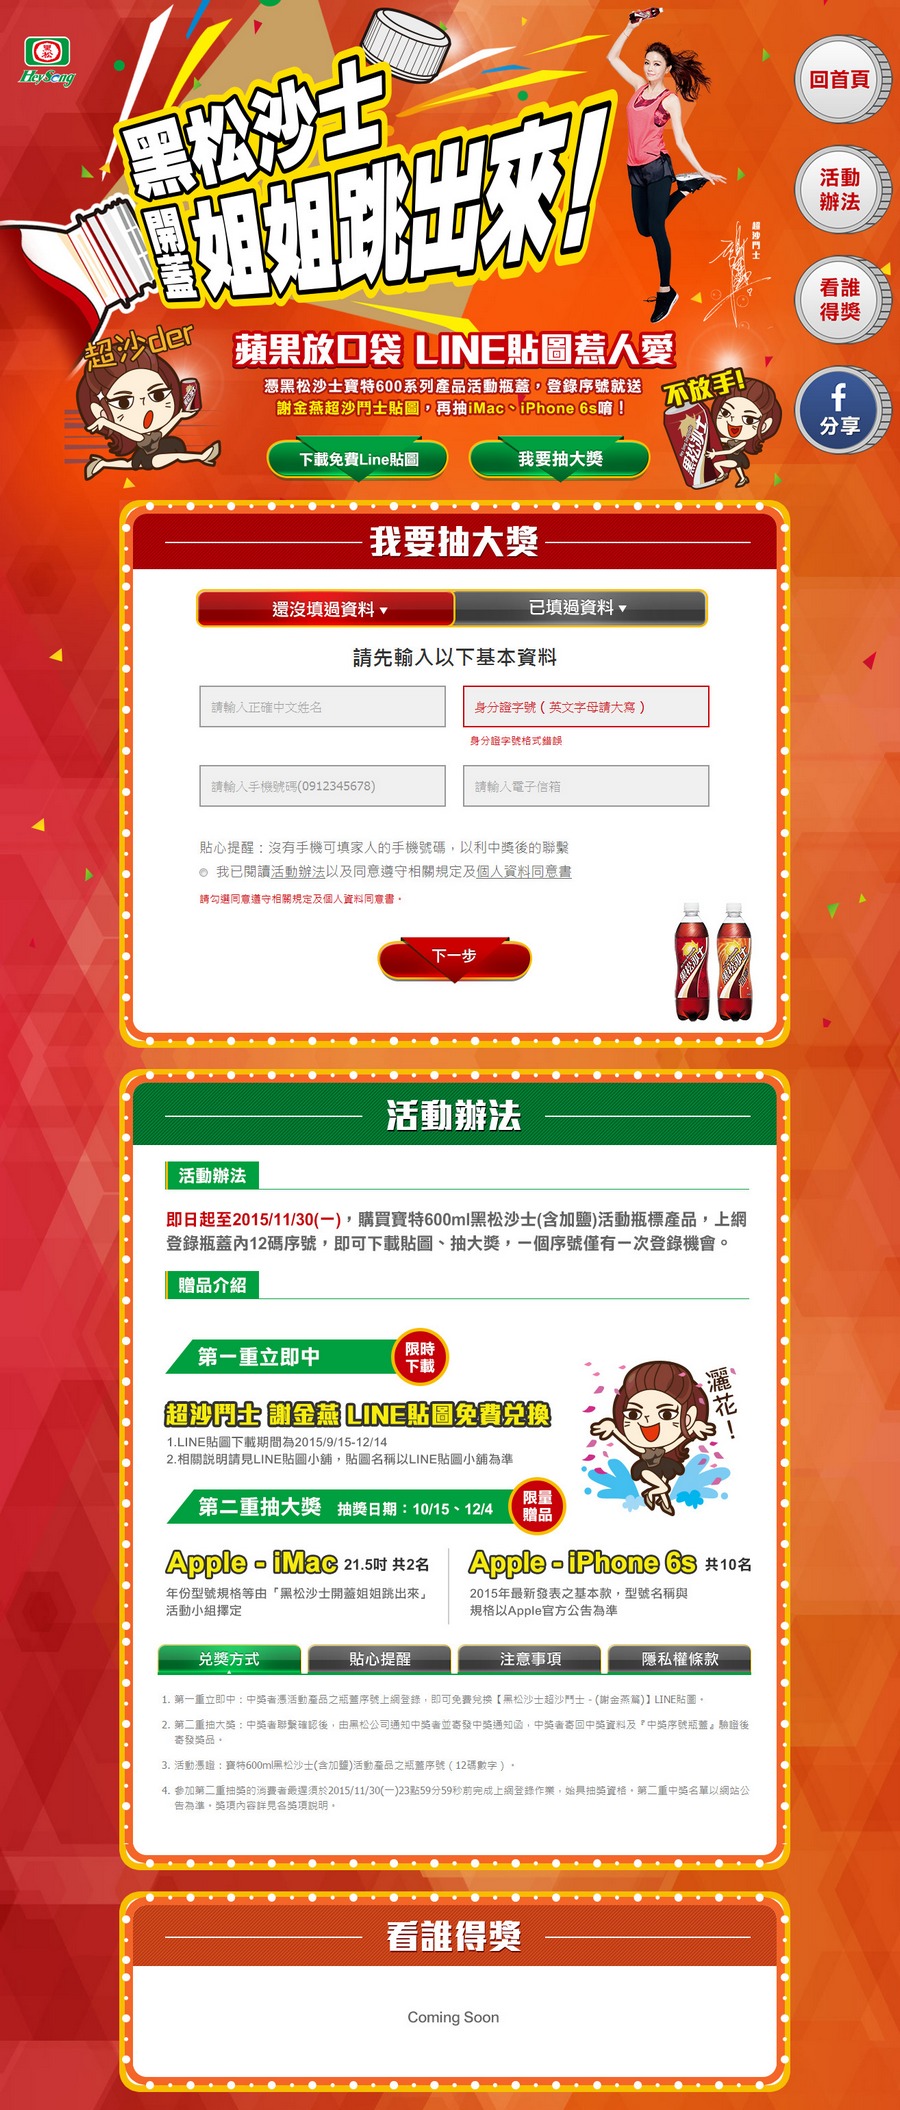 黑松
HeySong
黑松沙士
開蓋姐姐跳出來!
超沙鬥士
回首頁
活動
辦法
看誰
得獎
f
分享
超沙der
蘋果放口袋 LINE貼圖惹人愛
憑黑松沙士寶特600系列產品活動瓶蓋，登錄序號就送
謝金燕超沙鬥士貼圖，再抽iMac、iPhone 6s唷！
不放手!
黑松沙士
下載免費Line貼圖
我要抽大獎
我要抽大獎
還沒填過資料▼
已填過資料▼
請先輸入以下基本資料
請輸入正確中文姓名
身分證字號（英文字母請大寫）
身分證字號格式錯誤
請輸入手機號碼(0912345678)
請輸入電子信箱
貼心提醒：沒有手機可填家人的手機號碼，以利中獎後的聯繫
我已閱讀活動辦法以及同意遵守相關規定及個人資料同意書
請勾選同意遵守相關規定及個人資料同意書。
下一步
黑松沙士
黑松沙士
活動辦法
活動辦法
即日起至2015/11/30(一)，購買寶特600ml黑松沙士(含加鹽)活動瓶標產品，上網
登錄瓶蓋內12碼序號，即可下載貼圖、抽大獎，一個序號僅有一次登錄機會。
贈品介紹
第一重立即中
限時
下載
超沙鬥士 謝金燕 LINE貼圖免費兌換
1.LINE貼圖下載期間為2015/9/15-12/14
2.相關說明請見LINE貼圖小舖，貼圖名稱以LINE貼圖小舖為準
灑花！
第二重抽大獎 抽獎日期：10/15、12/4
限量
贈品
Apple - iMac 21.5吋 共2名
年份型號規格等由「黑松沙士開蓋姐姐跳出來」
活動小組擇定
Apple - iPhone 6s 共10名
2015年最新發表之基本款，型號名稱與
規格以Apple官方公告為準
兌獎方式
貼心提醒
注意事項
隱私權條款
1. 第一重立即中：中獎者憑活動產品之瓶蓋序號上網登錄，即可免費兌換【黑松沙士超沙鬥士 - (謝金燕篇)】LINE貼圖。
2. 第二重抽大獎：中獎者聯繫確認後，由黑松公司通知中獎者並寄發中獎通知函，中獎者寄回中獎資料及『中獎序號瓶蓋』驗證後
寄發獎品。
3. 活動憑證：寶特600ml黑松沙士(含加鹽)活動產品之瓶蓋序號（12碼數字）。
4. 參加第二重抽獎的消費者最遲須於2015/11/30(一)23點59分59秒前完成上網登錄作業，始具抽獎資格。第二重中獎名單以網站公
告為準。獎項內容詳見各獎項說明。
看誰得獎
Coming Soon